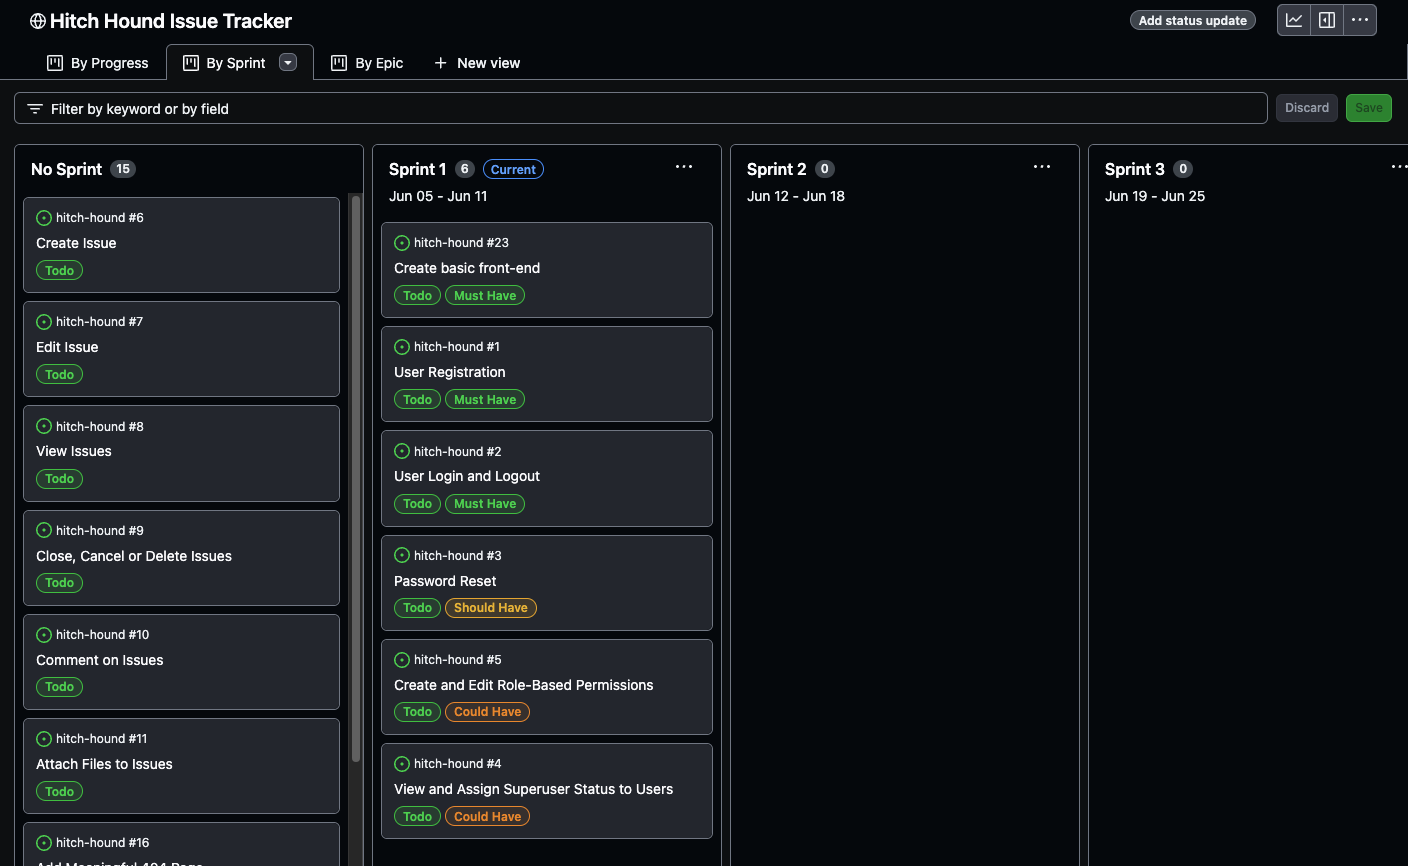 Hitch Hound Issue Tracker
Add status update
By Progress
By Sprint
By Epic
New view
Filter by keyword or by field
Discard
Save
No Sprint 15
hitch-hound #6
Create Issue
Todo
hitch-hound #7
Edit Issue
Todo
hitch-hound #8
View Issues
Todo
hitch-hound #9
Close, Cancel or Delete Issues
Todo
hitch-hound #10
Comment on Issues
Todo
hitch-hound #11
Attach Files to Issues
Todo
hitch-hound #16
Add Meaningful 404 Page
Sprint 1 6 Current
Jun 05 - Jun 11
hitch-hound #23
Create basic front-end
Todo Must Have
hitch-hound #1
User Registration
Todo Must Have
hitch-hound #2
User Login and Logout
Todo Must Have
hitch-hound #3
Password Reset
Todo Should Have
hitch-hound #5
Create and Edit Role-Based Permissions
Todo Could Have
hitch-hound #4
View and Assign Superuser Status to Users
Todo Could Have
Sprint 2 0
Jun 12 - Jun 18
Sprint 3 0
Jun 19 - Jun 25